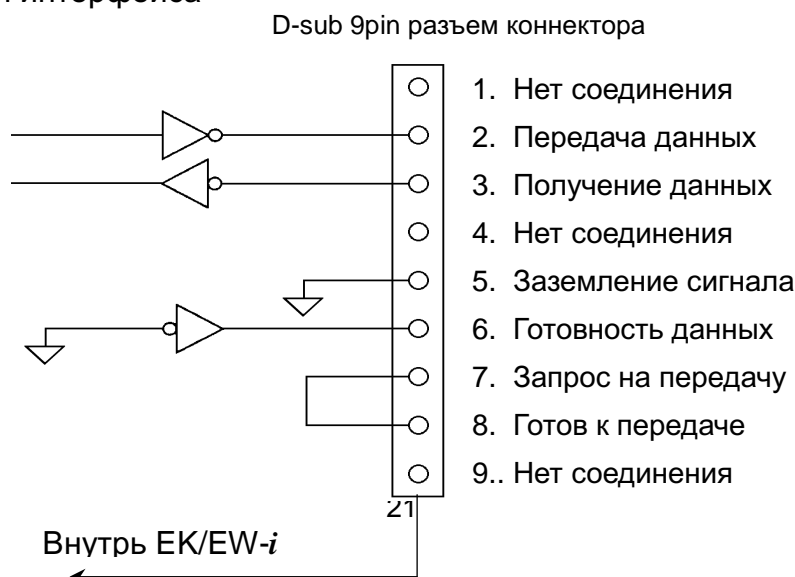 интерфейса
D-sub 9pin разъем коннектора
1. Нет соединения
2. Передача данных
3. Получение данных
4. Нет соединения
5. Заземление сигнала
6. Готовность данных
7. Запрос на передачу
8. Готов к передаче
9.. Нет соединения
21
Внутрь EK/EW-i